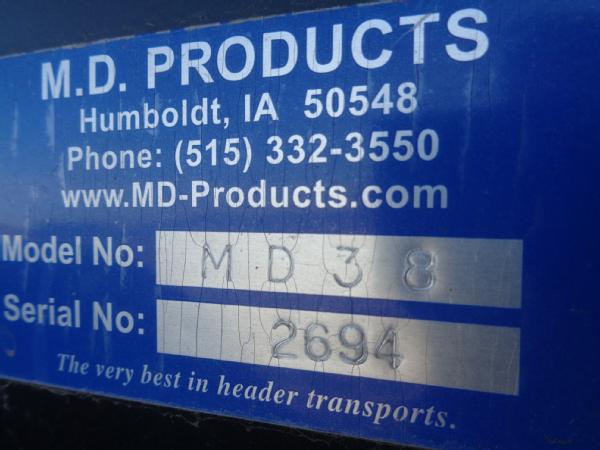 M.D. PRODUCTS
Humboldt, IA 50548
Phone: (515) 332-3550
www.MD-Products.com
Model No: MD38
Serial No: 2694
The very best in header transports.